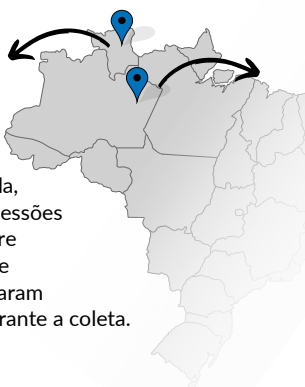 da,
essões
re
e
aram
rante a coleta.